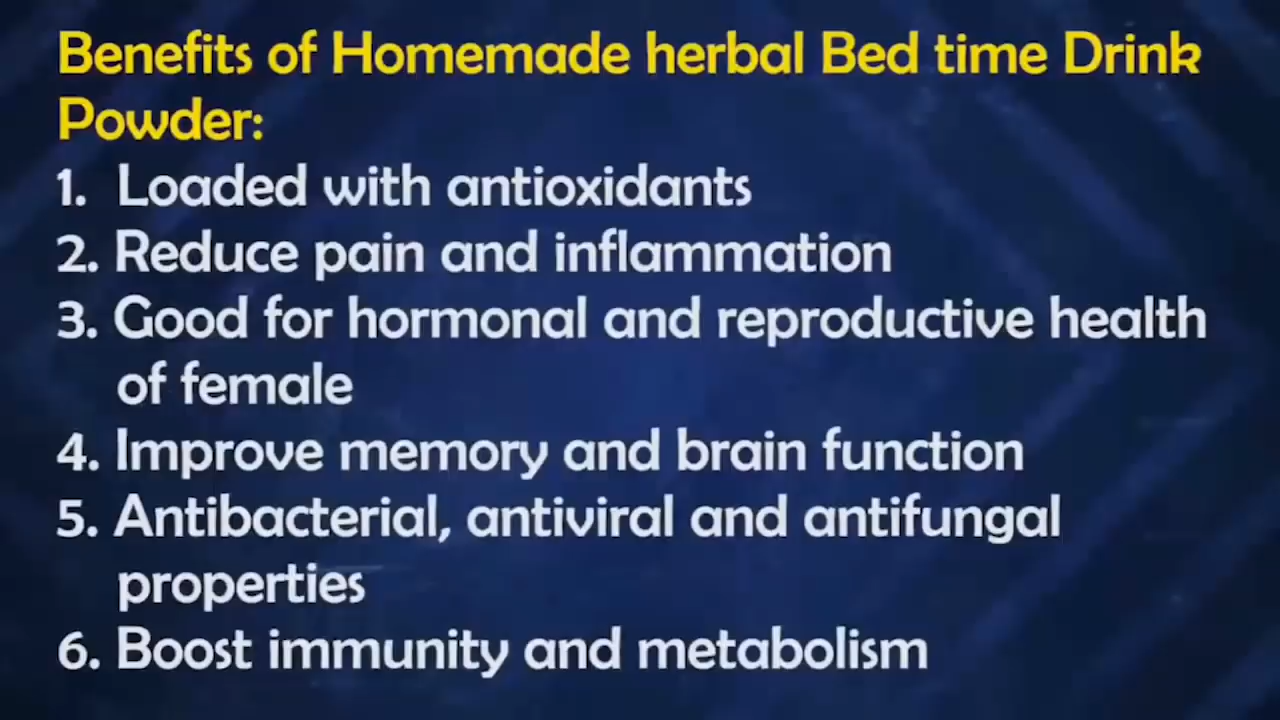 Benefits of Homemade herbal Bed time Drink
Powder:
1. Loaded with antioxidants
2. Reduce pain and inflammation
3. Good for hormonal and reproductive health
of female
4. Improve memory and brain function
5. Antibacterial, antiviral and antifungal
properties
6. Boost immunity and metabolism